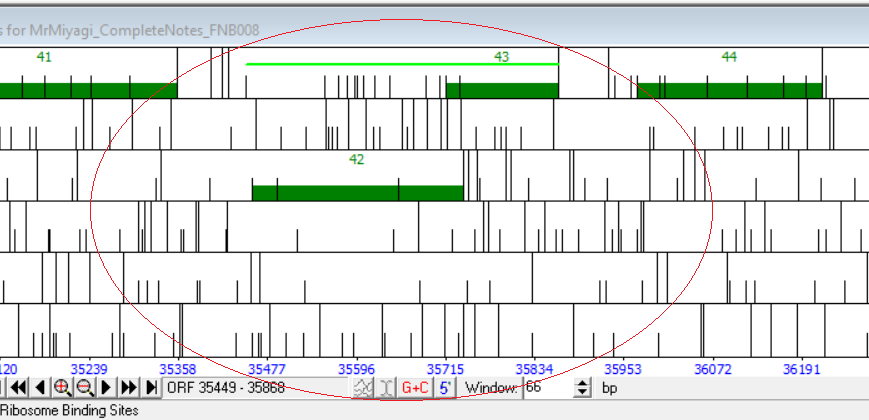 s for MrMiyagi_CompleteNotes_FNB008
41 43 44
42
120 35239 35358 35477 35596 35715 35834 35953 36072 36191
ORF 35449 - 35868 G+C 5' Window: 66 bp
Ribosome Binding Sites